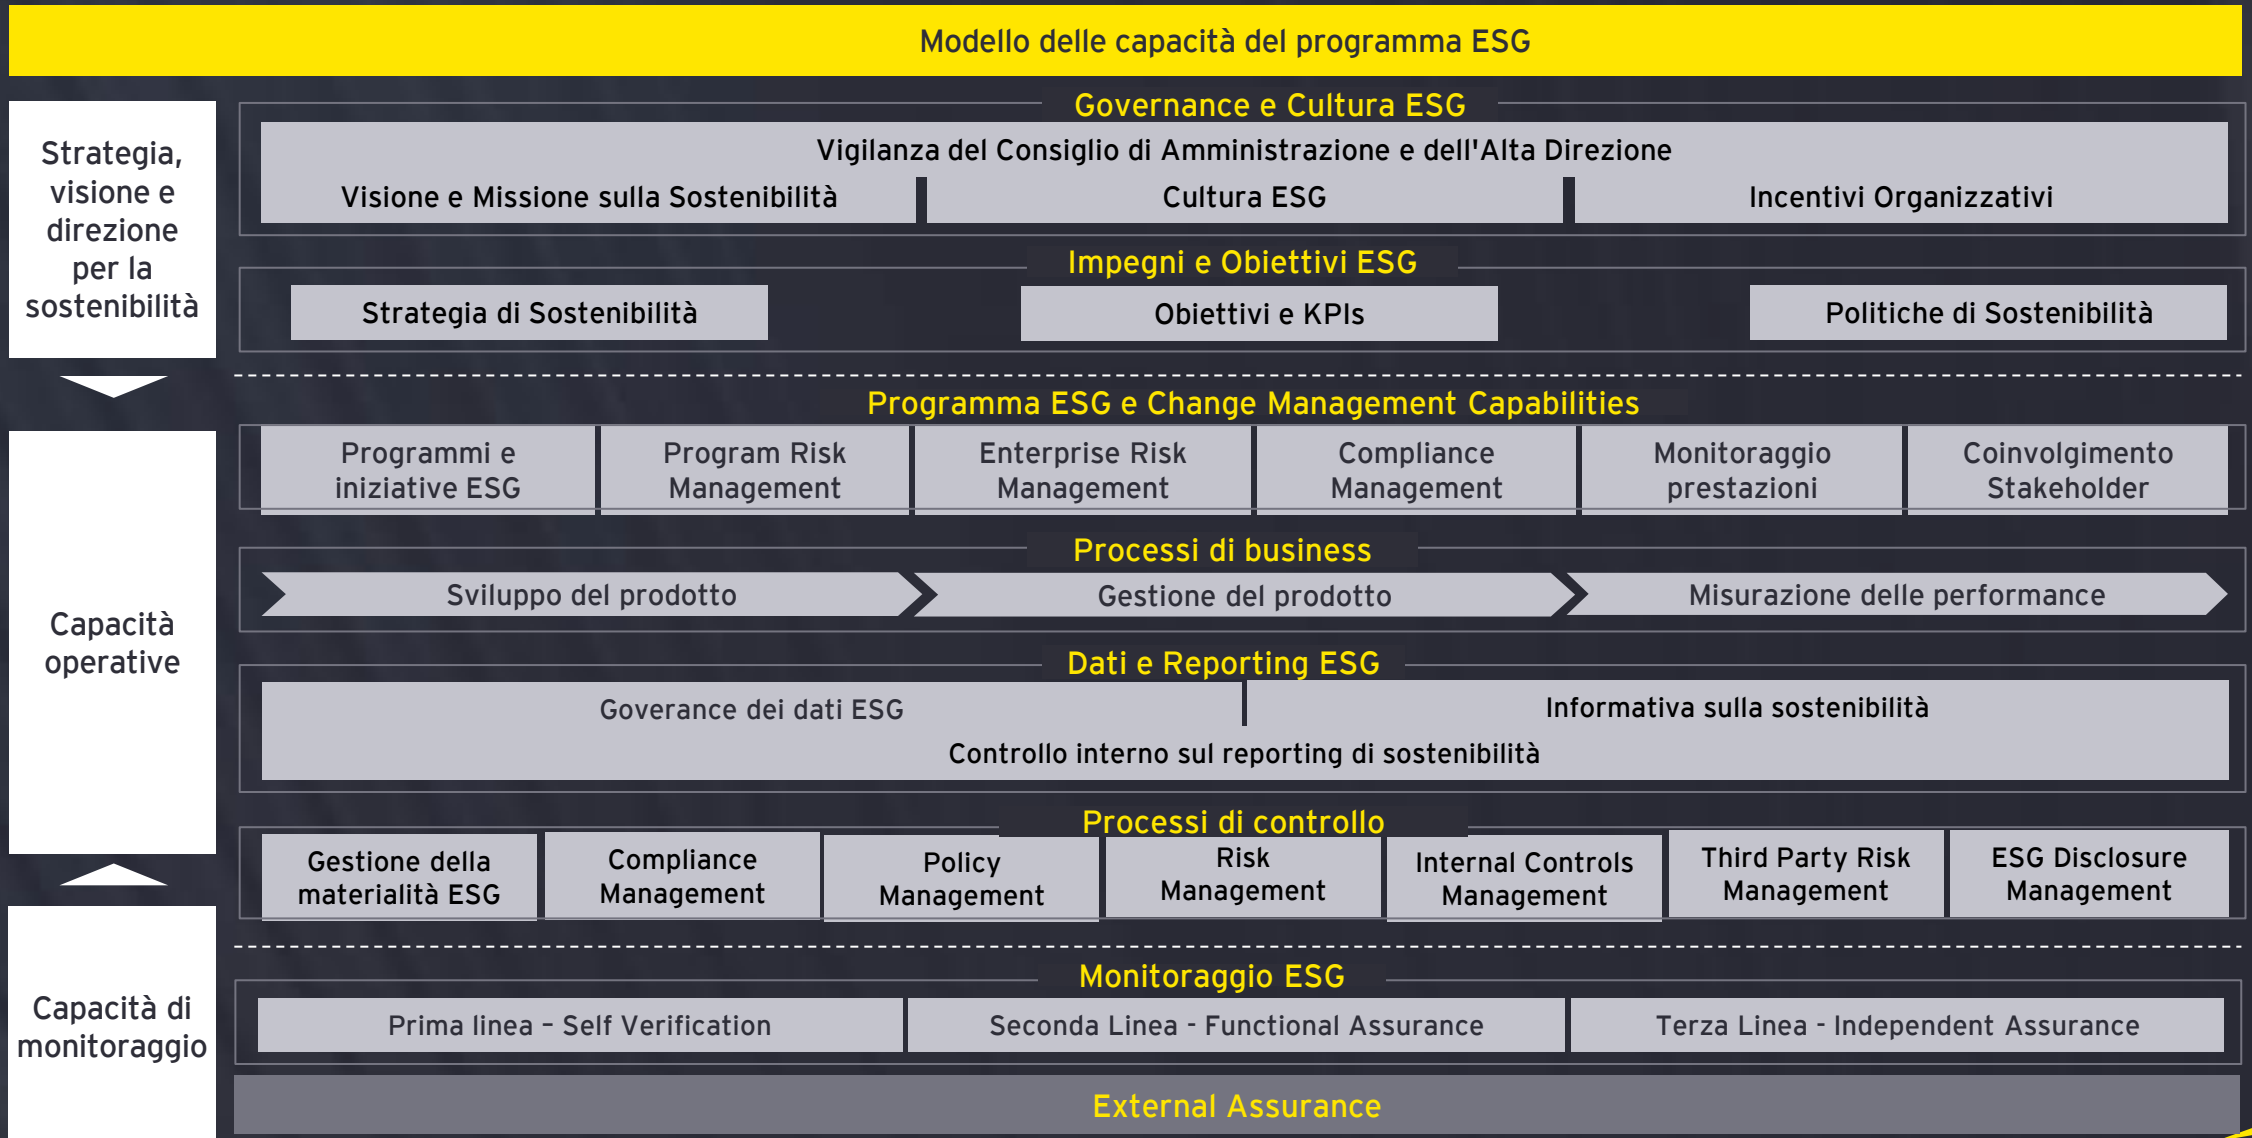 Modello delle capacità del programma ESG
Strategia,
visione e
direzione
per la
sostenibilità
Governance e Cultura ESG
Vigilanza del Consiglio di Amministrazione e dell'Alta Direzione
Visione e Missione sulla Sostenibilità
Cultura ESG
Incentivi Organizzativi
Impegni e Obiettivi ESG
Strategia di Sostenibilità
Obiettivi e KPIs
Politiche di Sostenibilità
Capacità
operative
Programma ESG e Change Management Capabilities
Programmi e
iniziative ESG
Program Risk
Management
Enterprise Risk
Management
Compliance
Management
Monitoraggio
prestazioni
Coinvolgimento
Stakeholder
Processi di business
Sviluppo del prodotto
Gestione del prodotto
Misurazione delle performance
Dati e Reporting ESG
Goverance dei dati ESG
Informativa sulla sostenibilità
Controllo interno sul reporting di sostenibilità
Processi di controllo
Gestione della
materialità ESG
Compliance
Management
Policy
Management
Risk
Management
Internal Controls
Management
Third Party Risk
Management
ESG Disclosure
Management
Capacità di
monitoraggio
Monitoraggio ESG
Prima linea – Self Verification
Seconda Linea - Functional Assurance
Terza Linea - Independent Assurance
External Assurance